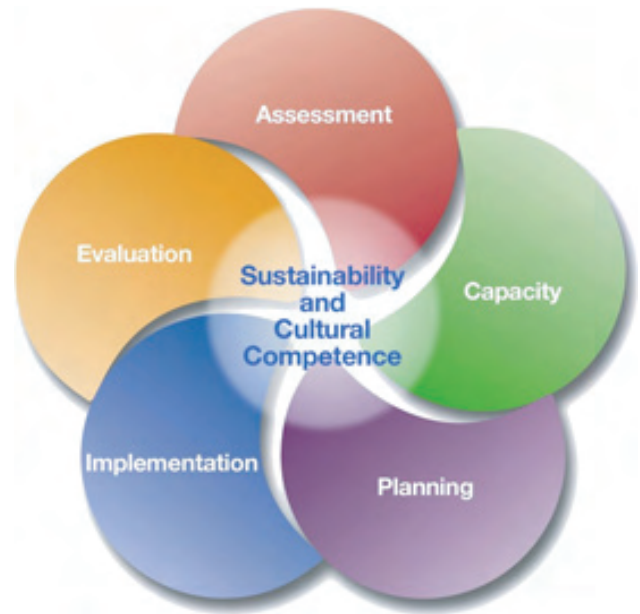 Assessment
Capacity
Planning
Implementation
Evaluation
Sustainability
and
Cultural
Competence